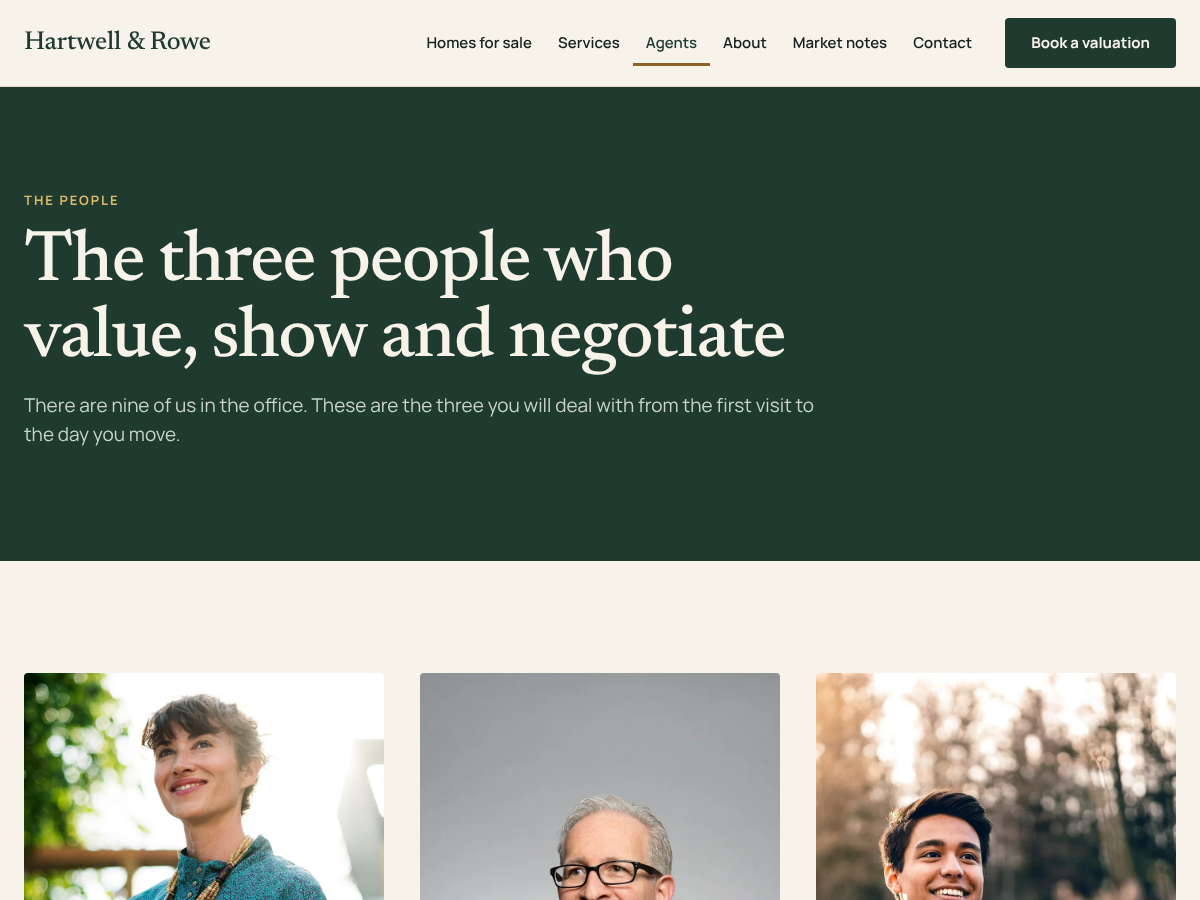 Hartwell & Rowe
Homes for sale
Services
Agents
About
Market notes
Contact
Book a valuation
THE PEOPLE
The three people who
value, show and negotiate
There are nine of us in the office. These are the three you will deal with from the first visit to
the day you move.